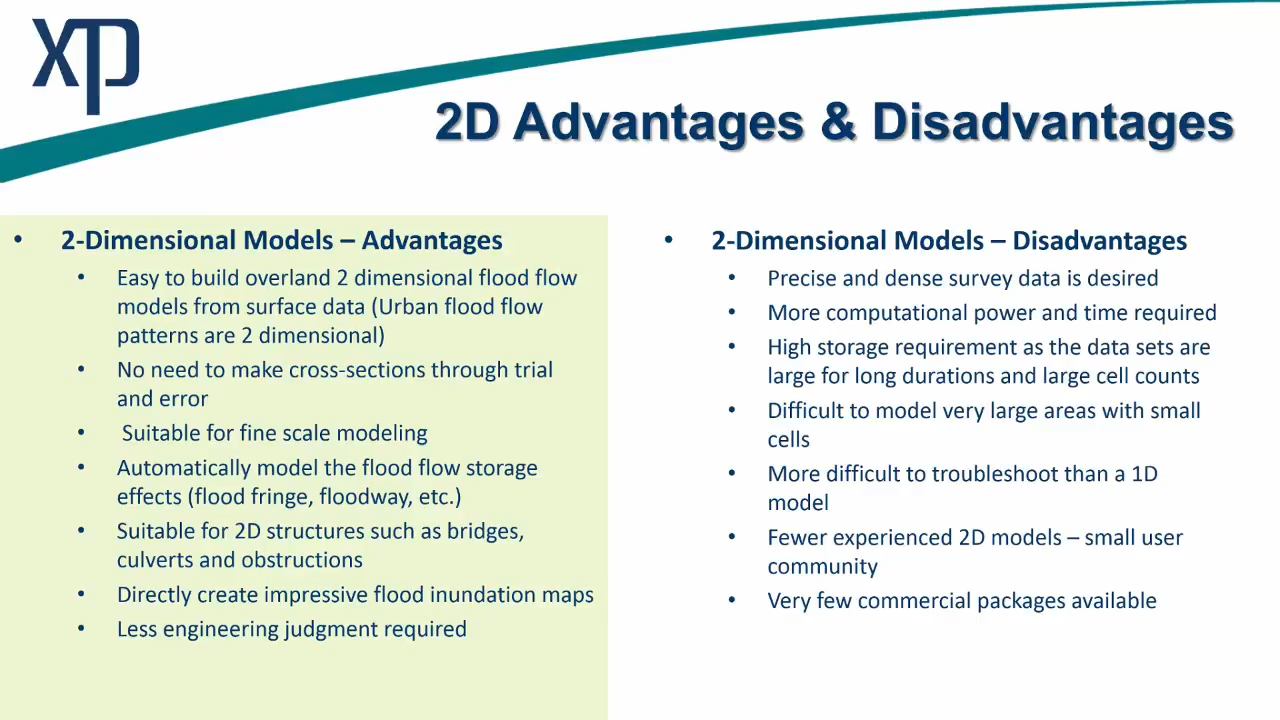 xp
2D Advantages & Disadvantages
• 2-Dimensional Models – Advantages
• Easy to build overland 2 dimensional flood flow
models from surface data (Urban flood flow
patterns are 2 dimensional)
• No need to make cross-sections through trial
and error
• Suitable for fine scale modeling
• Automatically model the flood flow storage
effects (flood fringe, floodway, etc.)
• Suitable for 2D structures such as bridges,
culverts and obstructions
• Directly create impressive flood inundation maps
• Less engineering judgment required
• 2-Dimensional Models – Disadvantages
• Precise and dense survey data is desired
• More computational power and time required
• High storage requirement as the data sets are
large for long durations and large cell counts
• Difficult to model very large areas with small
cells
• More difficult to troubleshoot than a 1D
model
• Fewer experienced 2D models – small user
community
• Very few commercial packages available